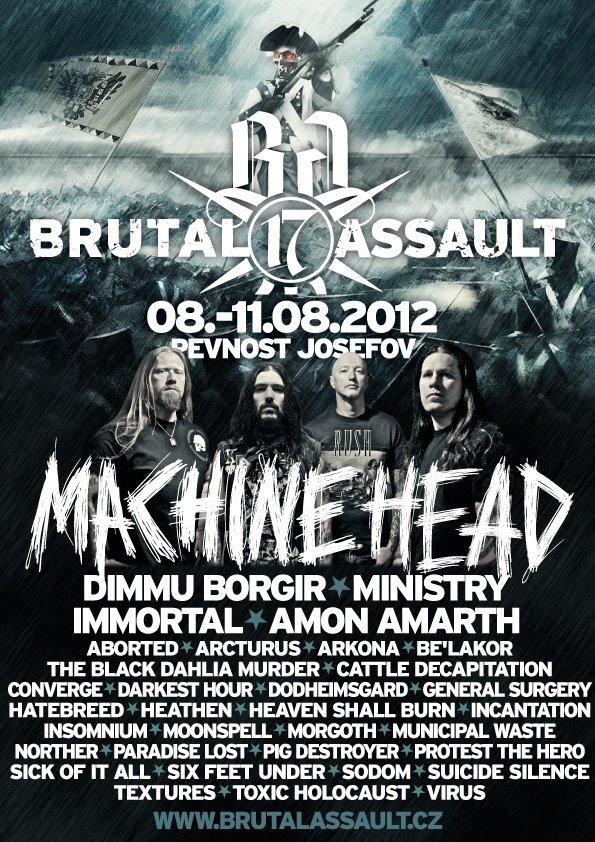 BA
BRUTAL 17 ASSAULT
08.-11.08.2012
PEVNOST JOSEFOV
RUSH
MACHINE HEAD
DIMMU BORGIR ★ MINISTRY
IMMORTAL ★ AMON AMARTH
ABORTED ★ ARCTURUS ★ ARKONA ★ BE'LAKOR
THE BLACK DAHLIA MURDER ★ CATTLE DECAPITATION
CONVERGE ★ DARKEST HOUR ★ DODHEIMSGARD ★ GENERAL SURGERY
HATEBREED ★ HEATHEN ★ HEAVEN SHALL BURN ★ INCANTATION
INSOMNIUM ★ MOONSPELL ★ MORGOTH ★ MUNICIPAL WASTE
NORTHER ★ PARADISE LOST ★ PIG DESTROYER ★ PROTEST THE HERO
SICK OF IT ALL ★ SIX FEET UNDER ★ SODOM ★ SUICIDE SILENCE
TEXTURES ★ TOXIC HOLOCAUST ★ VIRUS
WWW.BRUTALASSAULT.CZ